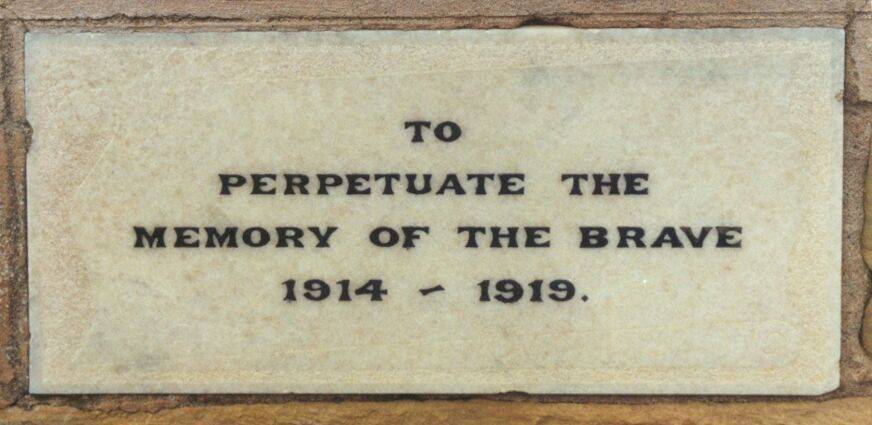 TO
PERPETUATE THE
MEMORY OF THE BRAVE
1914 ~ 1919.